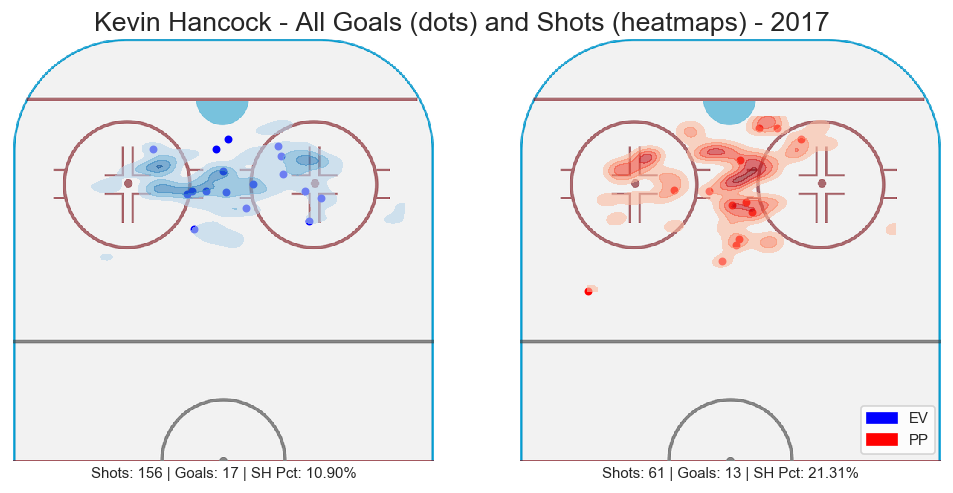 Kevin Hancock - All Goals (dots) and Shots (heatmaps) - 2017
EV
PP
Shots: 156 | Goals: 17 | SH Pct: 10.90%
Shots: 61 | Goals: 13 | SH Pct: 21.31%